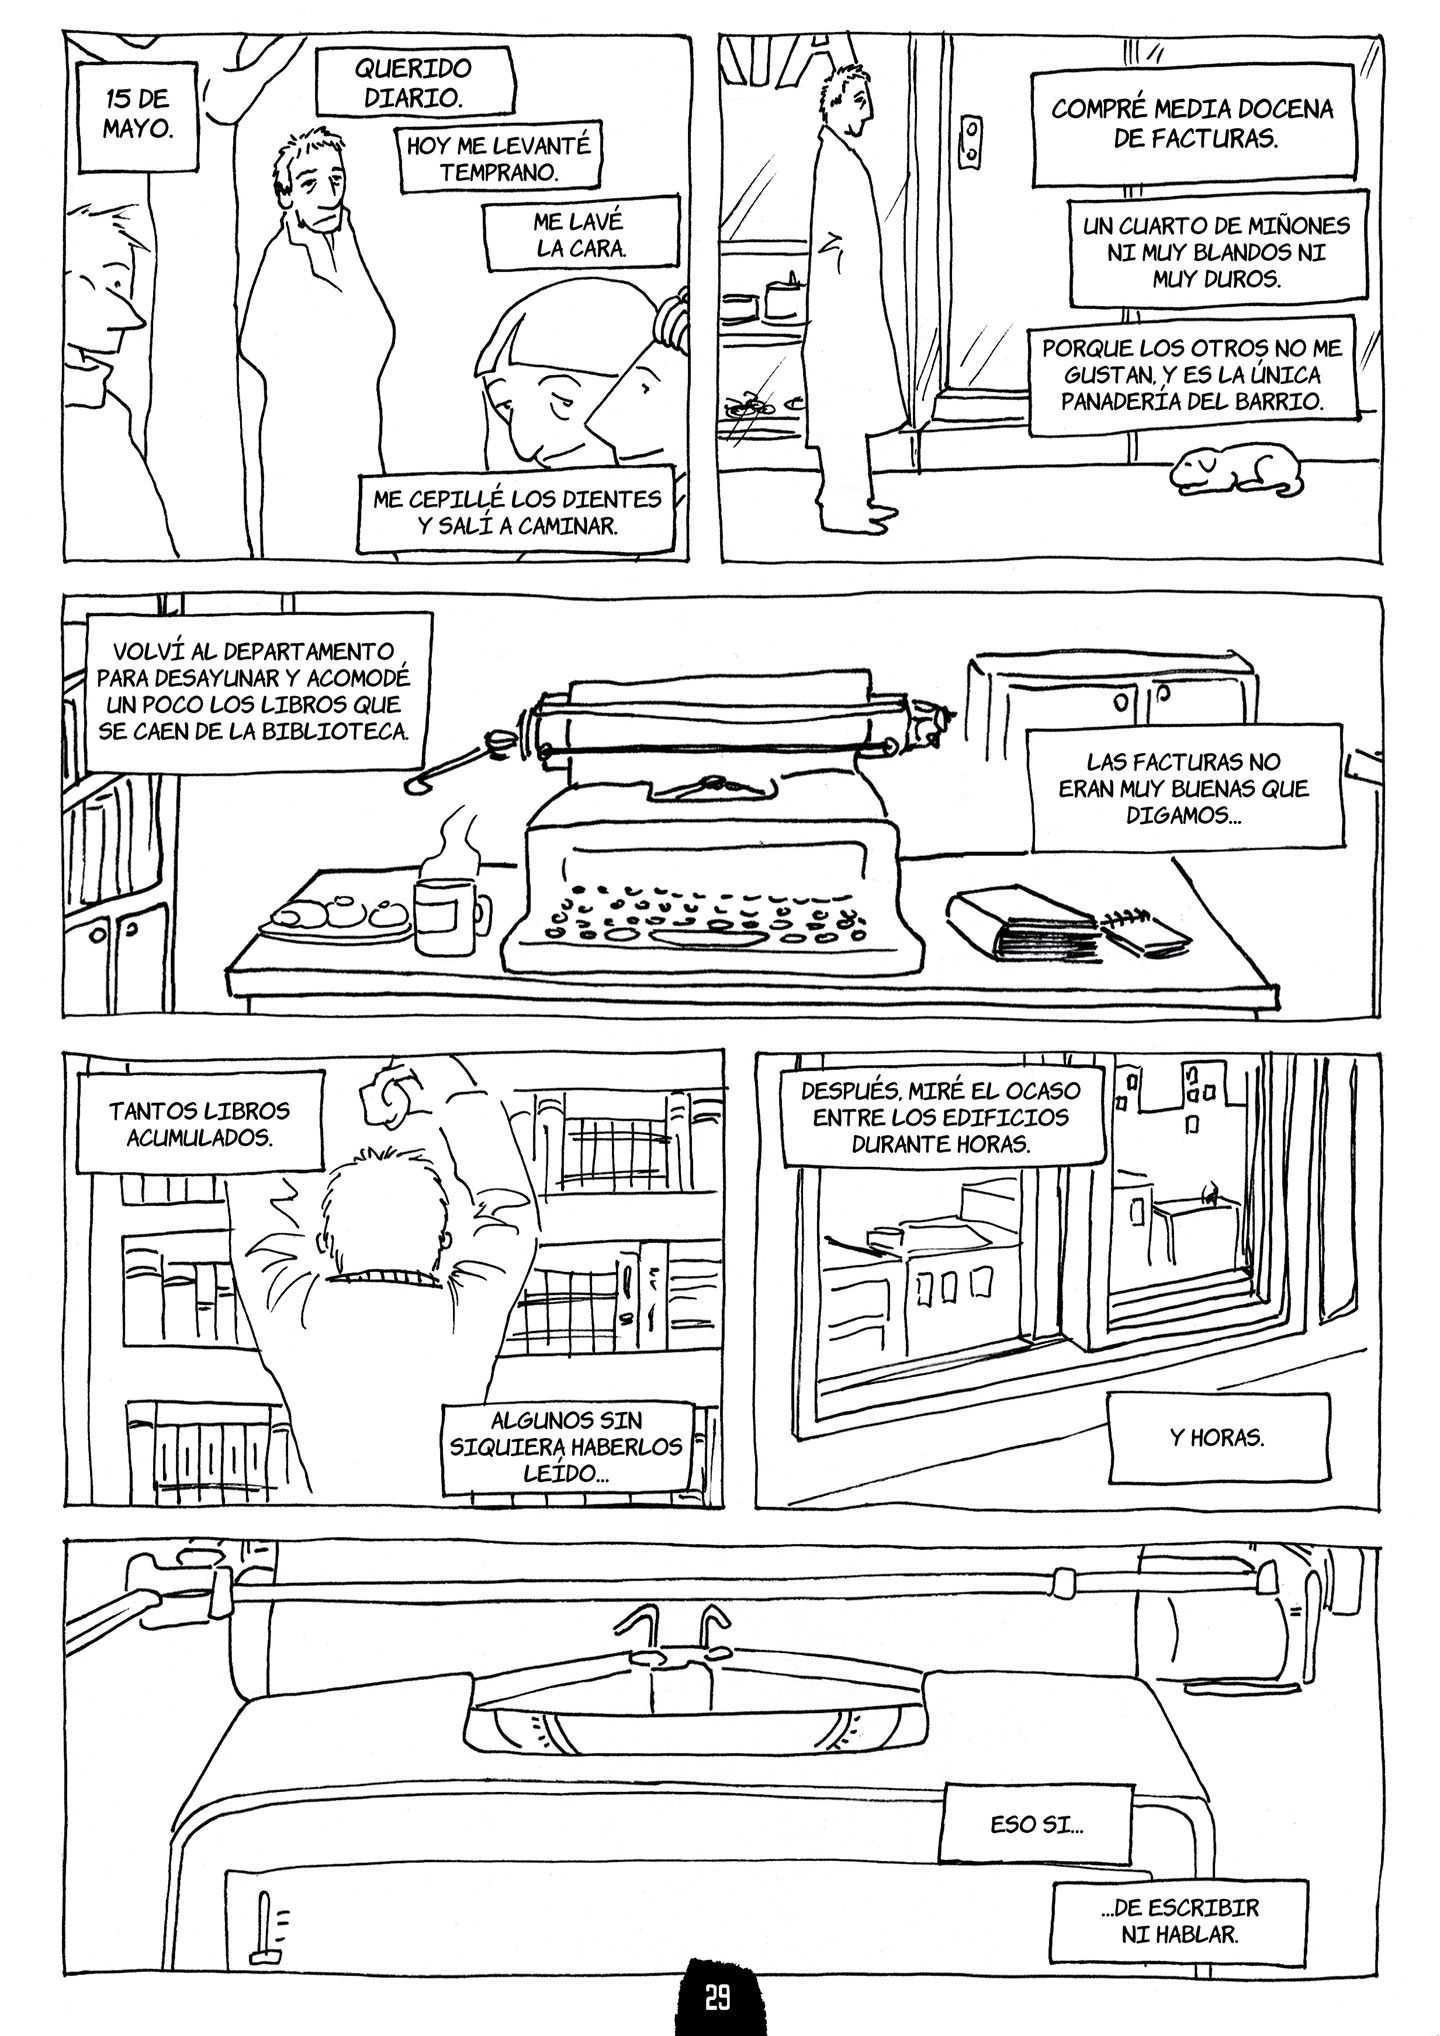 15 DE
MAYO.
QUERIDO
DIARIO.
HOY ME LEVANTÉ
TEMPRANO.
ME LAVÉ
LA CARA.
ME CEPILLÉ LOS DIENTES
Y SALÍ A CAMINAR.
COMPRÉ MEDIA DOCENA
DE FACTURAS.
UN CUARTO DE MIÑONES
NI MUY BLANDOS NI
MUY DUROS.
PORQUE LOS OTROS NO ME
GUSTAN, Y ES LA ÚNICA
PANADERÍA DEL BARRIO.
VOLVÍ AL DEPARTAMENTO
PARA DESAYUNAR Y ACOMODÉ
UN POCO LOS LIBROS QUE
SE CAEN DE LA BIBLIOTECA.
LAS FACTURAS NO
ERAN MUY BUENAS QUE
DIGAMOS...
TANTOS LIBROS
ACUMULADOS.
ALGUNOS SIN
SIQUIERA HABERLOS
LEÍDO...
DESPUÉS, MIRÉ EL OCASO
ENTRE LOS EDIFICIOS
DURANTE HORAS.
Y HORAS.
ESO SI...
...DE ESCRIBIR
NI HABLAR.
29